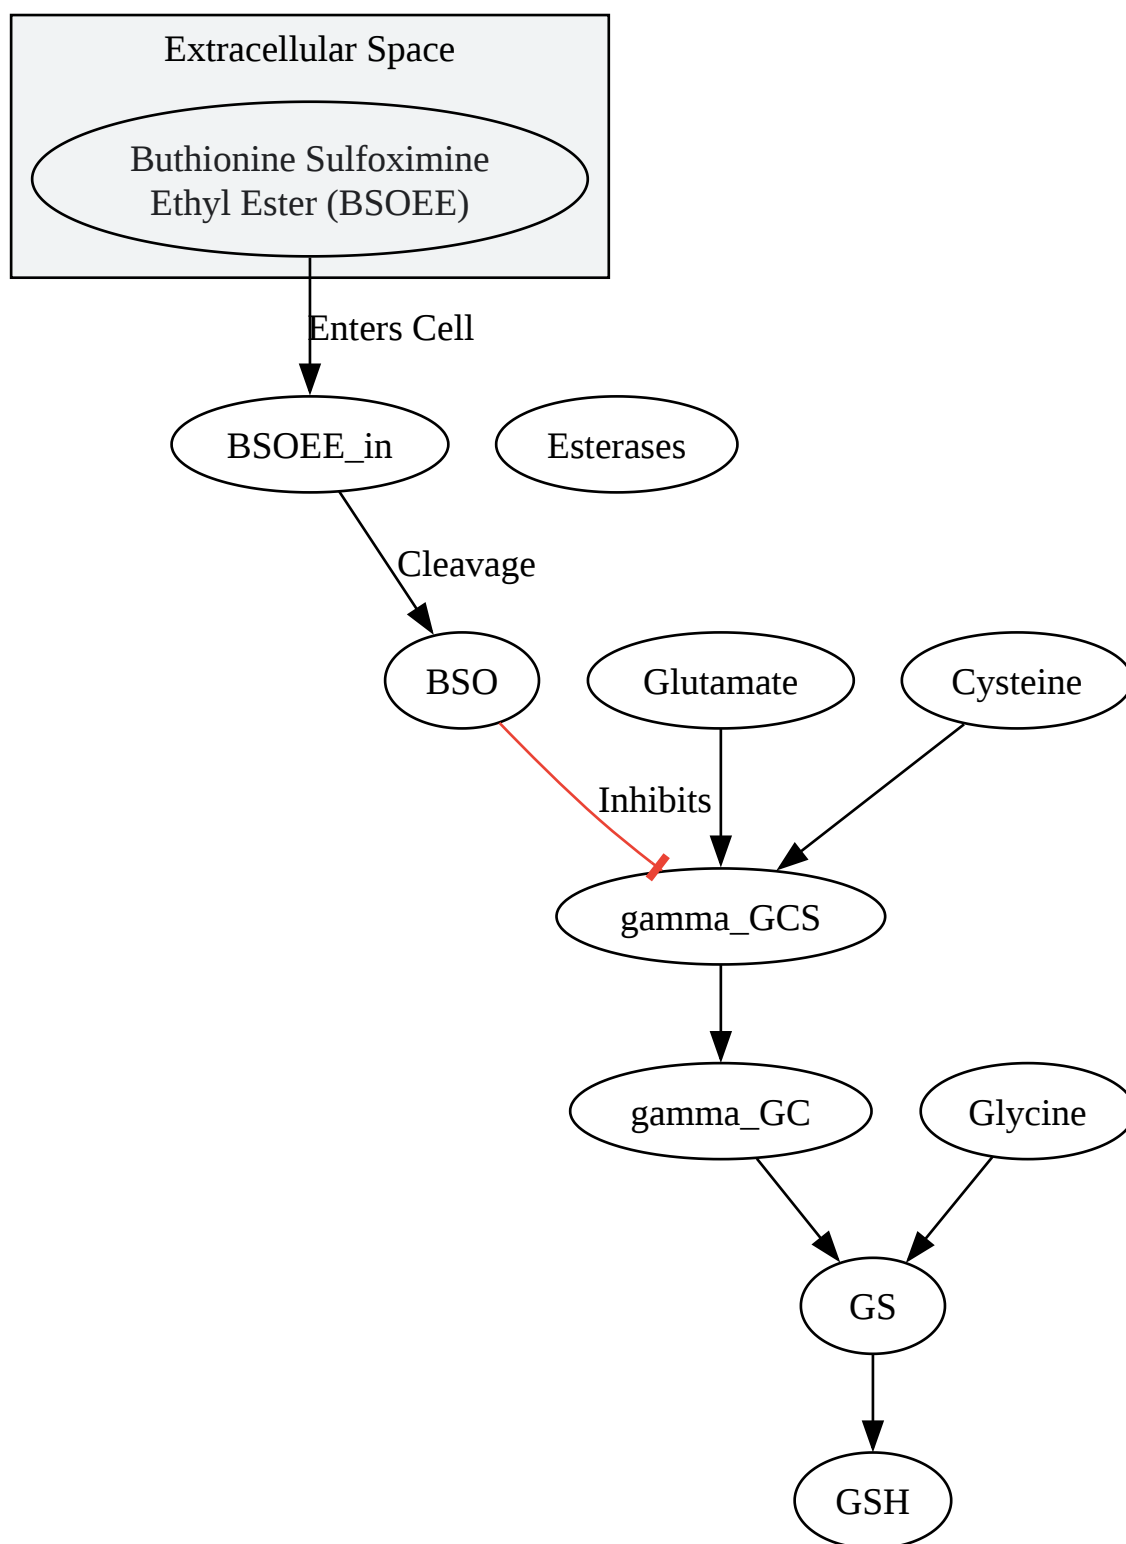 Extracellular Space
Buthionine Sulfoximine
Ethyl Ester (BSOEE)
Enters Cell
BSOEE_in
Esterases
Cleavage
BSO
Glutamate
Cysteine
Inhibits
gamma_GCS
gamma_GC
Glycine
GS
GSH